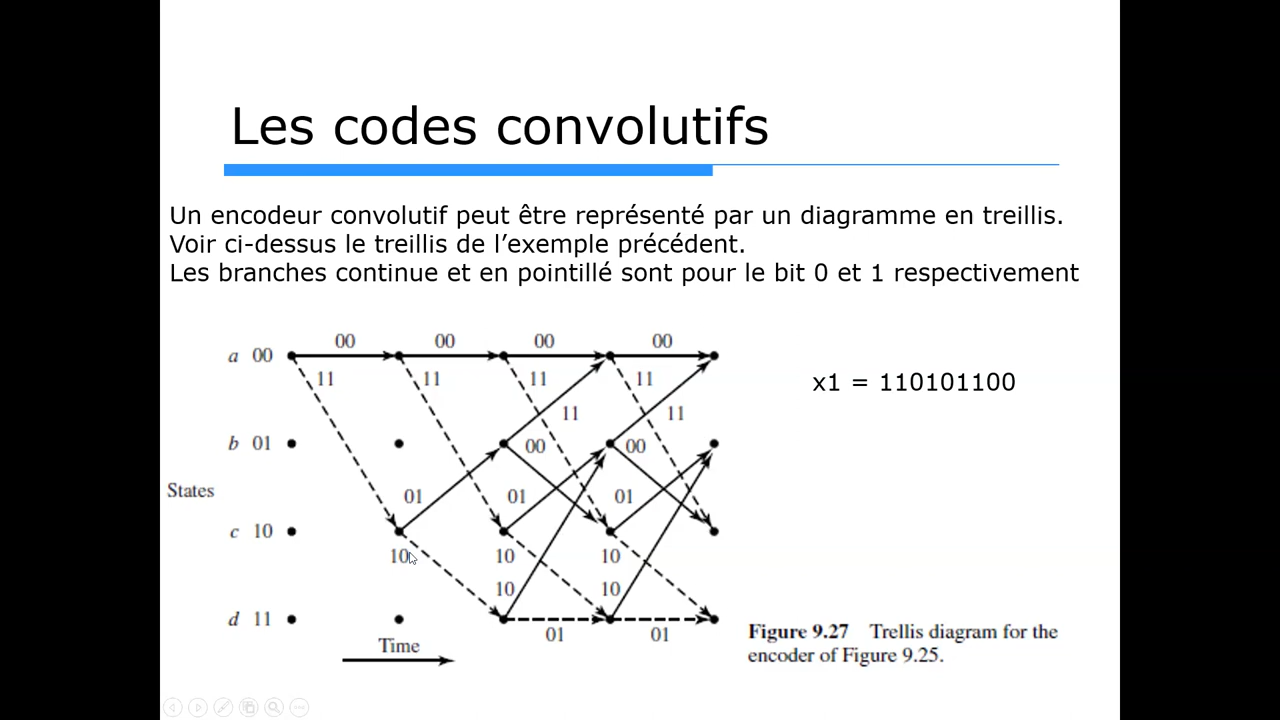 Les codes convolutifs
Un encodeur convolutif peut être représenté par un diagramme en treillis.
Voir ci-dessus le treillis de l’exemple précédent.
Les branches continue et en pointillé sont pour le bit 0 et 1 respectivement
00 00 00 00
a 00
11 11 11 11
x1 = 110101100
11 11
b 01
00 00
States
01 01 01
c 10
10 10 10
10 10
d 11
01 01
Time
Figure 9.27 Trellis diagram for the
encoder of Figure 9.25.